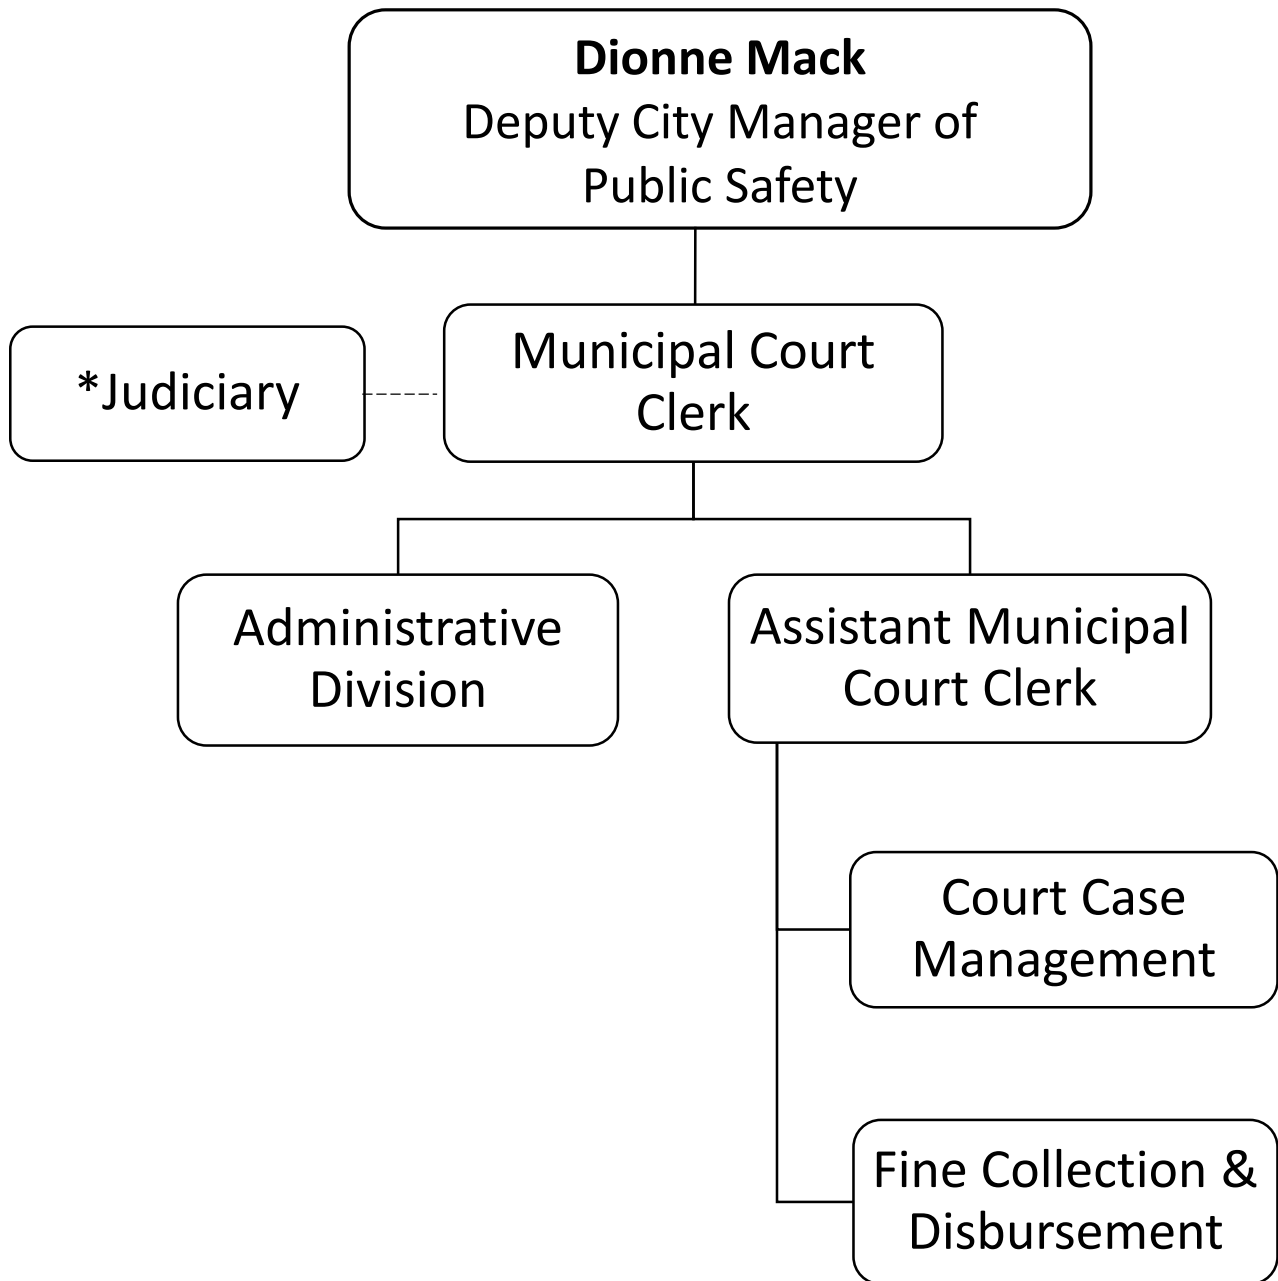 Dionne Mack
Deputy City Manager of
Public Safety
*Judiciary
Municipal Court
Clerk
Administrative
Division
Assistant Municipal
Court Clerk
Court Case
Management
Fine Collection &
Disbursement